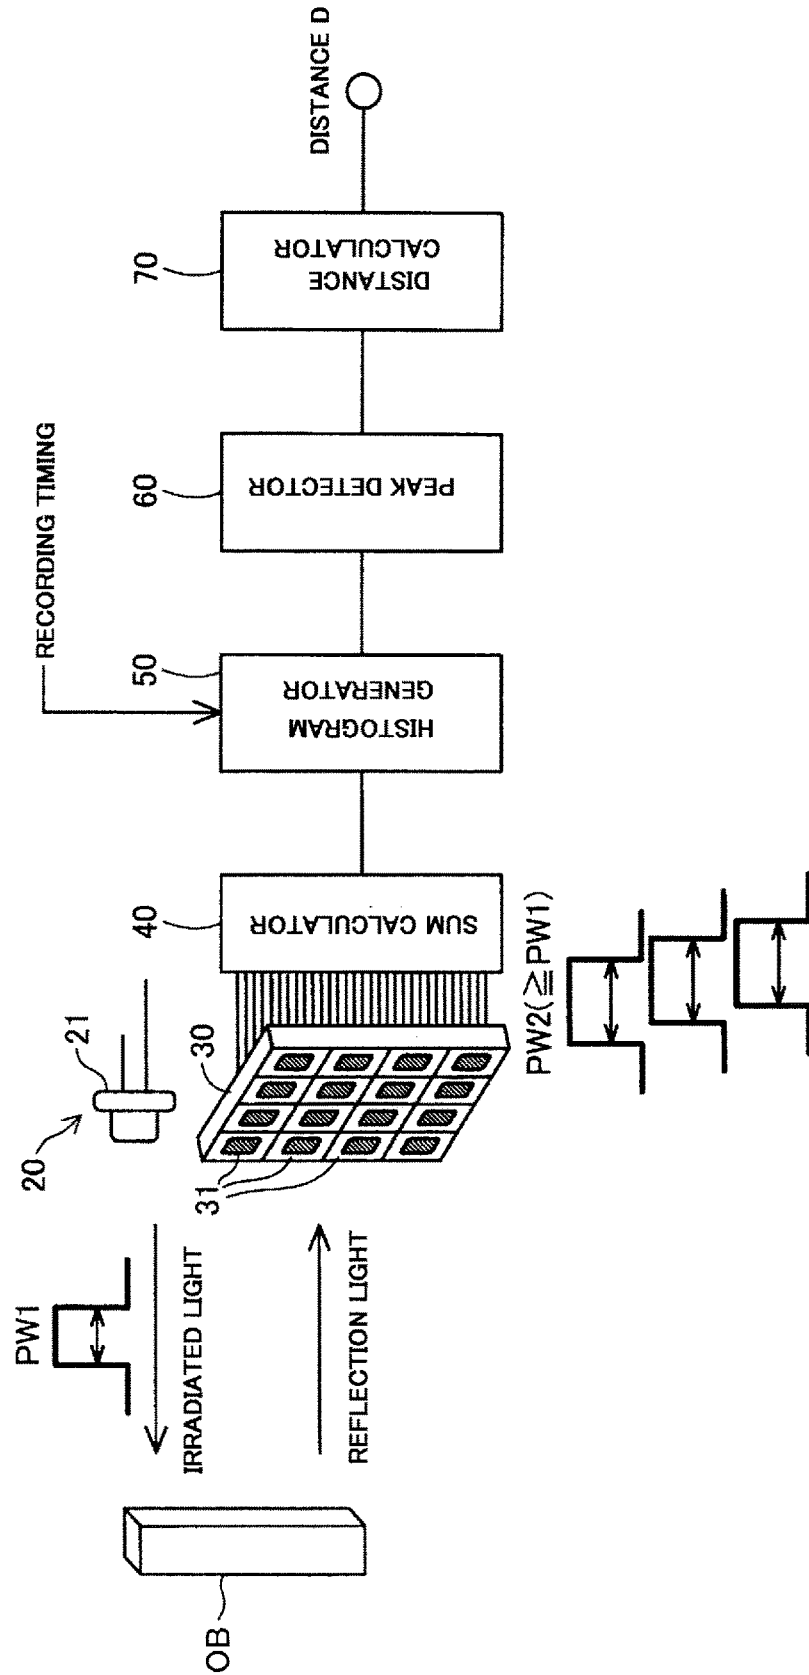 PW1
IRRADIATED LIGHT
REFLECTION LIGHT
OB
20
21
30
31
40
SUM CALCULATOR
PW2(≧PW1)
RECORDING TIMING
50
HISTOGRAM
GENERATOR
60
PEAK DETECTOR
70
DISTANCE
CALCULATOR
DISTANCE D